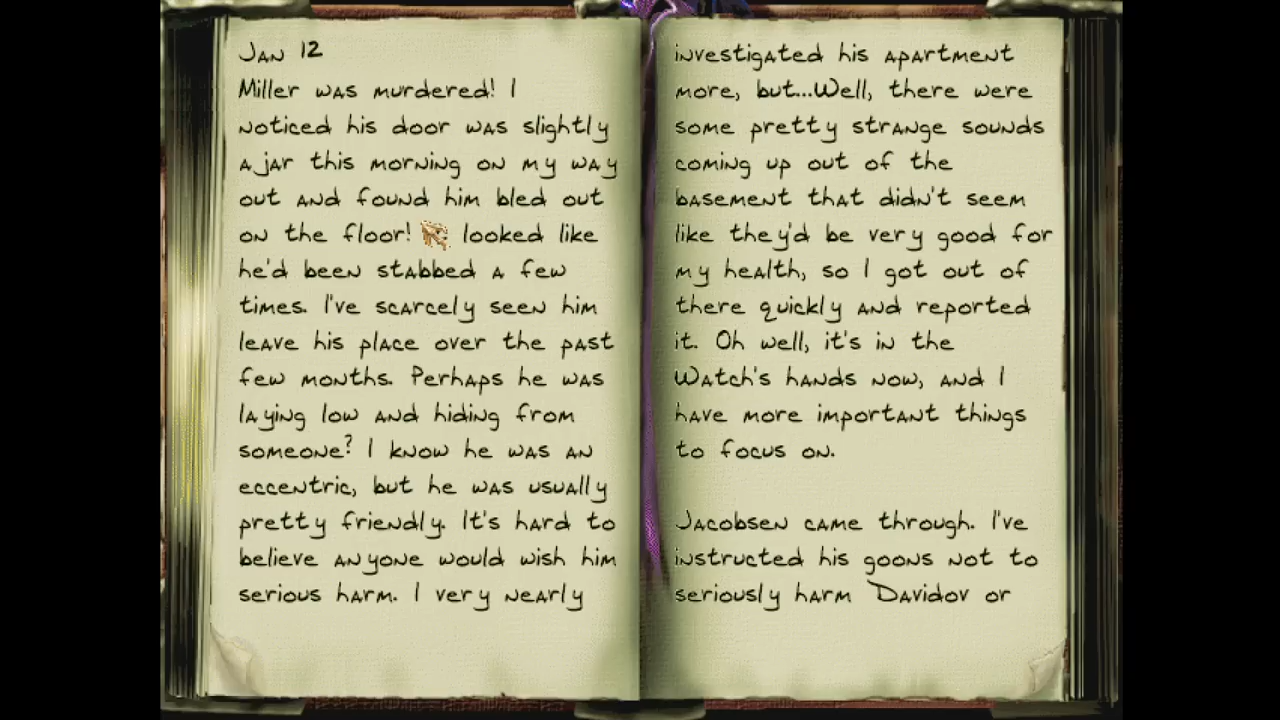 Jan 12
Miller was murdered! I
noticed his door was slightly
ajar this morning on my way
out and found him bled out
on the floor! looked like
he'd been stabbed a few
times. I've scarcely seen him
leave his place over the past
few months. Perhaps he was
laying low and hiding from
someone? I know he was an
eccentric, but he was usually
pretty friendly. It's hard to
believe anyone would wish him
serious harm. I very nearly
investigated his apartment
more, but...Well, there were
some pretty strange sounds
coming up out of the
basement that didn't seem
like they'd be very good for
my health, so I got out of
there quickly and reported
it. Oh well, it's in the
Watch's hands now, and I
have more important things
to focus on.
Jacobsen came through. I've
instructed his goons not to
seriously harm Davidov or